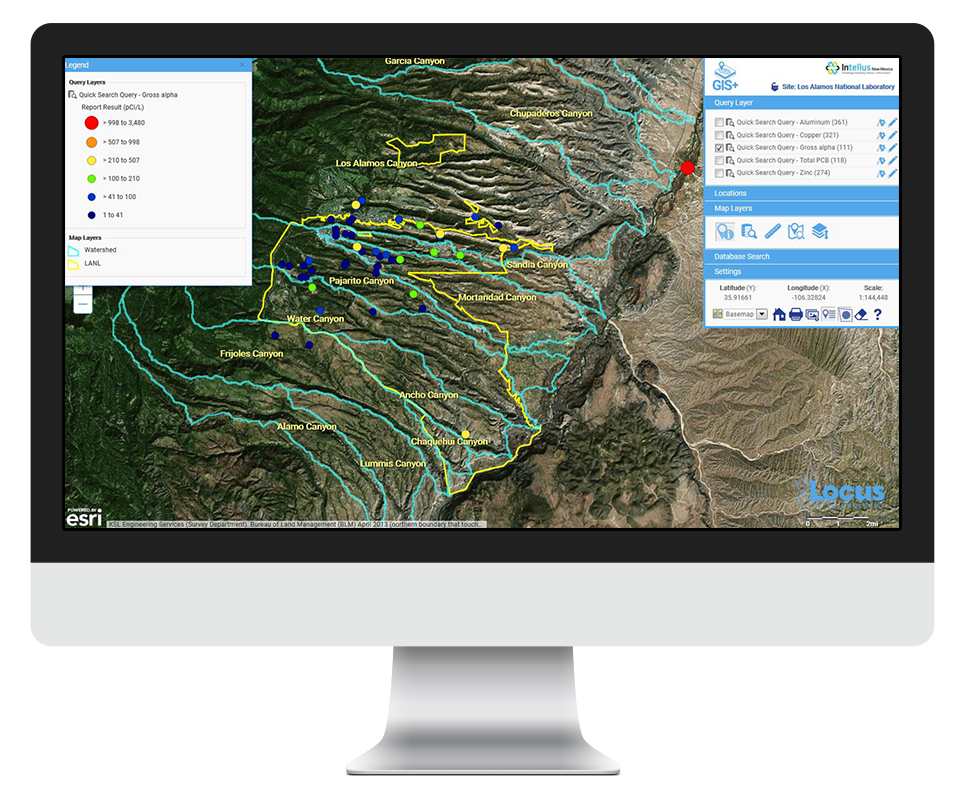 Legend
Query Layers
Quick Search Query - Gross alpha
Report Result (pCi/L)
> 998 to 3,480
> 507 to 998
> 210 to 507
> 100 to 210
> 41 to 100
1 to 41
Map Layers
Watershed
LANL
Garcia Canyon
Chupaderos Canyon
Los Alamos Canyon
Sandia Canyon
Pajarito Canyon
Mortandad Canyon
Water Canyon
Frijoles Canyon
Ancho Canyon
Alamo Canyon
Chaquehui Canyon
Lummis Canyon
GIS+
Intellus New Mexico
Site: Los Alamos National Laboratory
Query Layer
Quick Search Query - Aluminum (361)
Quick Search Query - Copper (321)
Quick Search Query - Gross alpha (111)
Quick Search Query - Total PCB (118)
Quick Search Query - Zinc (274)
Locations
Map Layers
Database Search
Settings
Latitude (Y): Longitude (X): Scale:
35.91661 -106.32824 1:144,448
Basemap
?
Locus
0 1 2mi
POWERED BY
esri
KSL Engineering Services (Survey Department). Bureau of Land Management (BLM) April 2013 (northern boundary that touch...